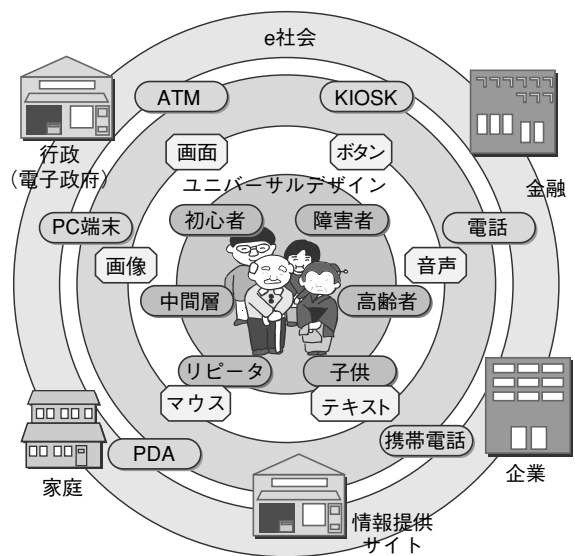 e社会
ATM
KIOSK
行政
(電子政府)
金融
画面
ボタン
ユニバーサルデザイン
初心者
障害者
PC端末
電話
画像
音声
中間層
高齢者
リピータ
子供
マウス
テキスト
PDA
携帯電話
家庭
企業
情報提供
サイト